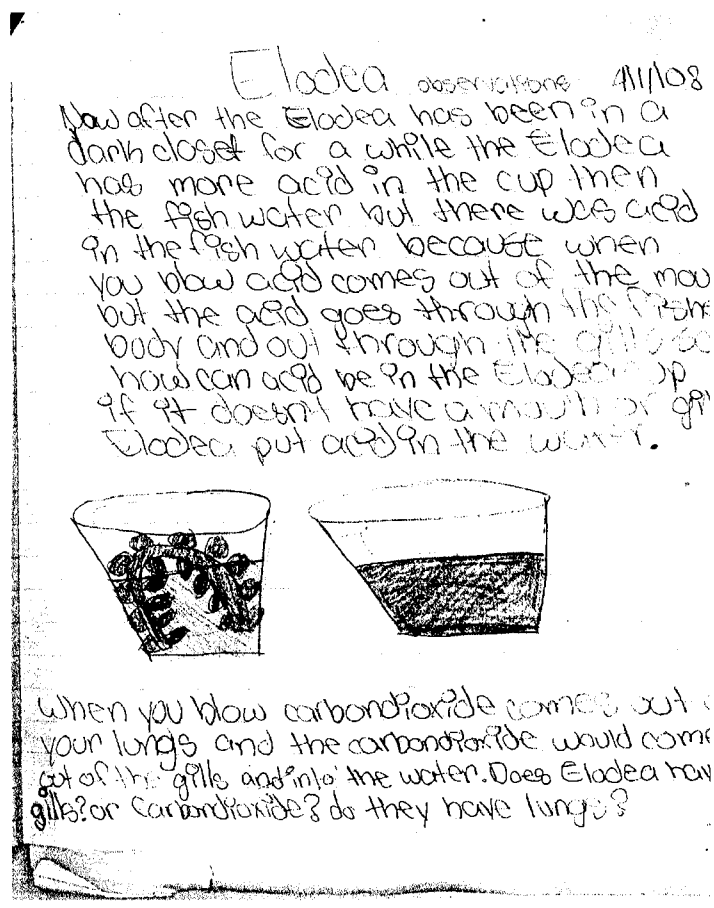 Elodea observations 4/1/08
Now after the Elodea has been in a
dark closet for a while the Elodea
has more acid in the cup then
the fish water but there was acid
in the fish water because when
you blow acid comes out of the mou
but the acid goes through the fishe
body and out through the gills so
how can acid be in the Elodea up
if it doesn't have a mouth or gil
Elodea put acid in the water.
When you blow carbondioxide comes out
your lungs and the carbondioxide would come
out of the gills and into the water. Does Elodea hav
gills? or Carbondioxide? do they have lungs?